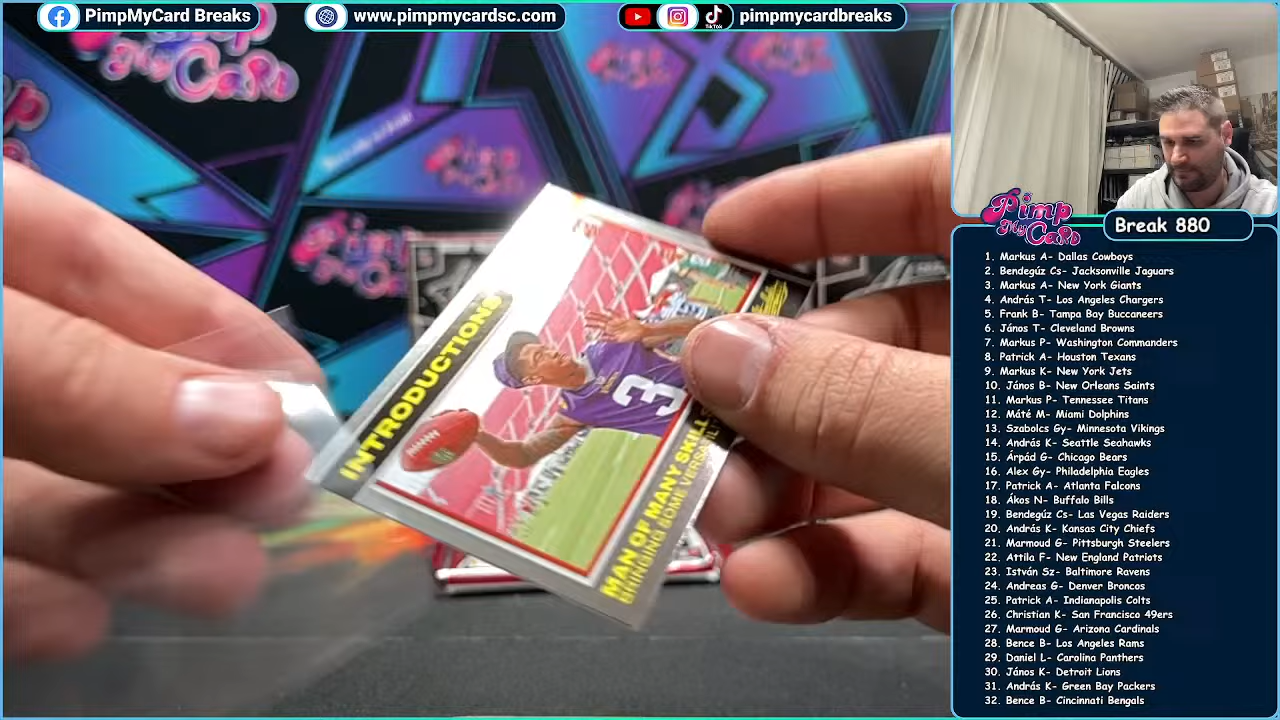 PimpMyCard Breaks
www.pimpmycardsc.com
pimpmycardbreaks
TikTok
Pimp
My Card
Break 880
1. Markus A- Dallas Cowboys
2. Bendegúz Cs- Jacksonville Jaguars
3. Markus A- New York Giants
4. András T- Los Angeles Chargers
5. Frank B- Tampa Bay Buccaneers
6. János T- Cleveland Browns
7. Markus P- Washington Commanders
8. Patrick A- Houston Texans
9. Markus K- New York Jets
10. János B- New Orleans Saints
11. Markus P- Tennessee Titans
12. Máté M- Miami Dolphins
13. Szabolcs Gy- Minnesota Vikings
14. András K- Seattle Seahawks
15. Árpád G- Chicago Bears
16. Alex Gy- Philadelphia Eagles
17. Patrick A- Atlanta Falcons
18. Ákos N- Buffalo Bills
19. Bendegúz Cs- Las Vegas Raiders
20. András K- Kansas City Chiefs
21. Marmoud G- Pittsburgh Steelers
22. Attila F- New England Patriots
23. István Sz- Baltimore Ravens
24. Andreas G- Denver Broncos
25. Patrick A- Indianapolis Colts
26. Christian K- San Francisco 49ers
27. Marmoud G- Arizona Cardinals
28. Bence B- Los Angeles Rams
29. Daniel L- Carolina Panthers
30. János K- Detroit Lions
31. András K- Green Bay Packers
32. Bence B- Cincinnati Bengals
INTRODUCTIONS
3
MAN OF MANY SKILLS
BRINGING SOME